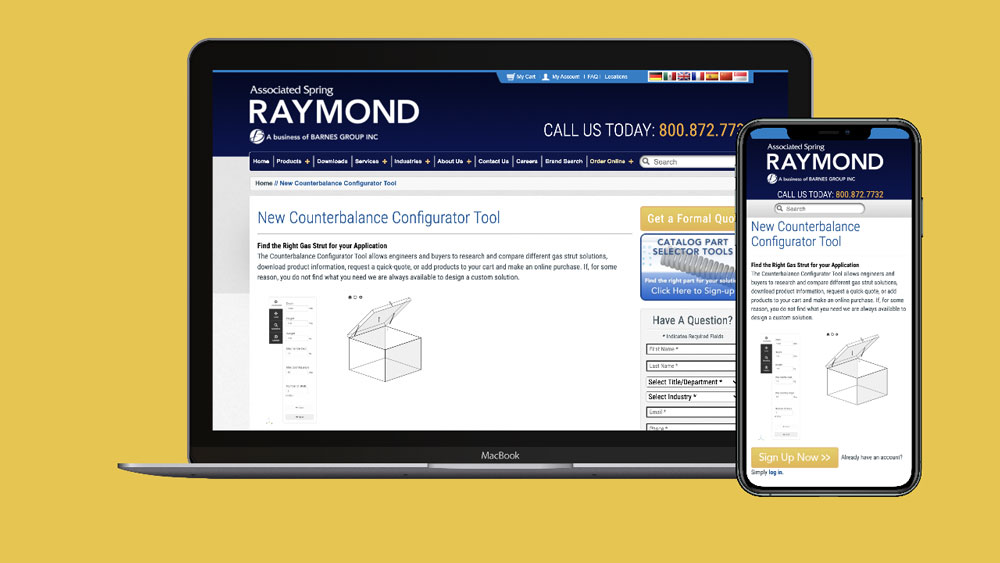 My Cart My Account | FAQ | Locations
Associated Spring
RAYMOND
A business of BARNES GROUP INC
CALL US TODAY: 800.872.773
Home Products + Downloads Services + Industries + About Us + Contact Us Careers Brand Search Order Online + Search
Home // New Counterbalance Configurator Tool
New Counterbalance Configurator Tool
Find the Right Gas Strut for your Application
The Counterbalance Configurator Tool allows engineers and buyers to research and compare different gas strut solutions,
download product information, request a quick-quote, or add products to your cart and make an online purchase. If, for some
reason, you do not find what you need we are always available to design a custom solution.
Get a Formal Quo
CATALOG PART
SELECTOR TOOLS
Find the right part for your solutio
Click Here to Sign-up
Have A Question?
* Indicates Required Fields
First Name *
Last Name *
Select Title/Department *
Select Industry *
Email *
Phone *
MacBook
Associated Spring
RAYMOND
A business of BARNES GROUP INC
CALL US TODAY: 800.872.7732
Search
New Counterbalance
Configurator Tool
Find the Right Gas Strut for your Application
The Counterbalance Configurator Tool allows engineers and
buyers to research and compare different gas strut solutions,
download product information, request a quick-quote, or add
products to your cart and make an online purchase. If, for some
reason, you do not find what you need we are always available to
design a custom solution.
Sign Up Now >> Already have an account?
Simply log in.